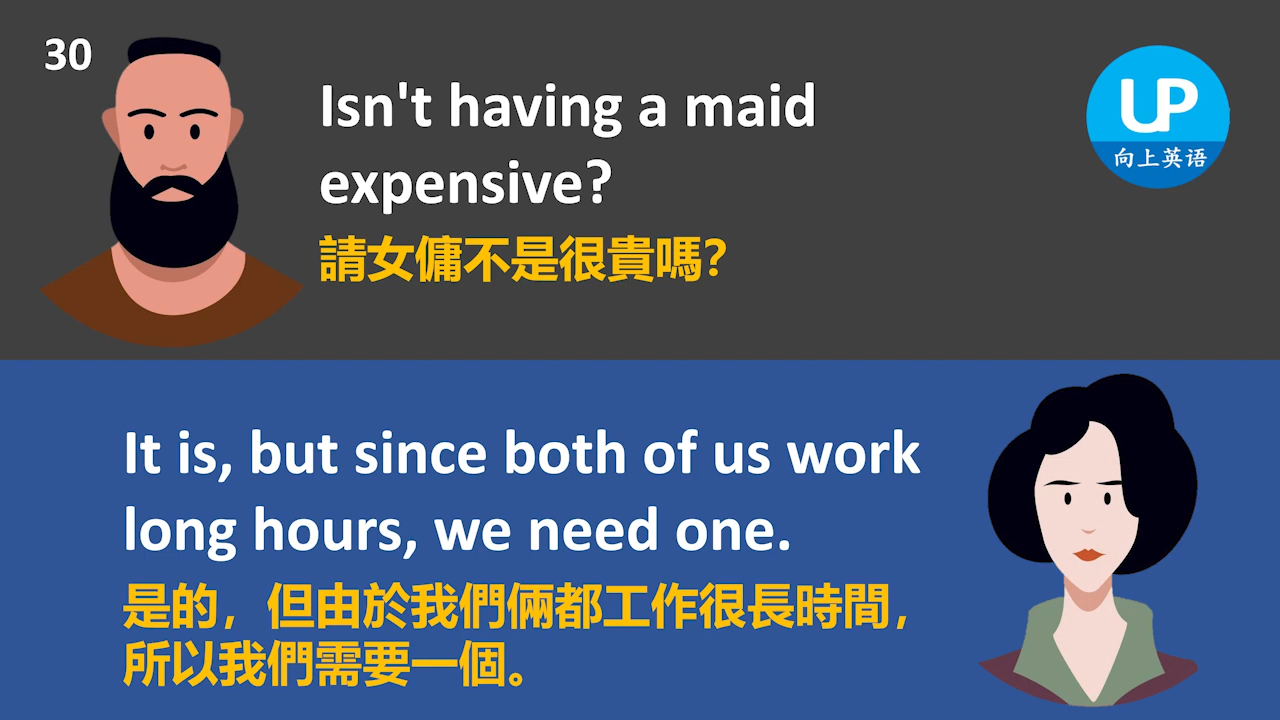 30
Isn't having a maid
expensive?
請女傭不是很貴嗎?
UP
向上英语
It is, but since both of us work
long hours, we need one.
是的，但由於我們倆都工作很長時間，
所以我們需要一個。